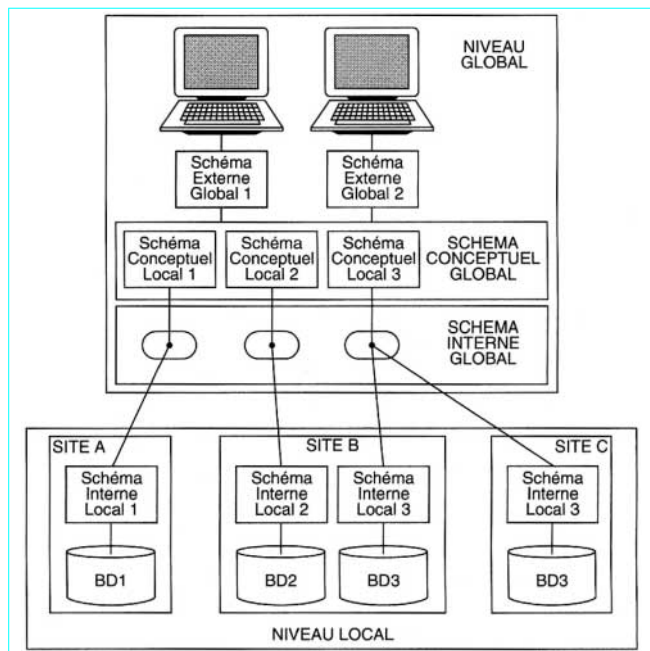 NIVEAU
GLOBAL
Schéma
Externe
Global 1
Schéma
Externe
Global 2
Schéma
Conceptuel
Local 1
Schéma
Conceptuel
Local 2
Schéma
Conceptuel
Local 3
SCHEMA
CONCEPTUEL
GLOBAL
SCHEMA
INTERNE
GLOBAL
SITE A
SITE B
SITE C
Schéma
Interne
Local 1
Schéma
Interne
Local 2
Schéma
Interne
Local 3
Schéma
Interne
Local 3
BD1
BD2
BD3
BD3
NIVEAU LOCAL